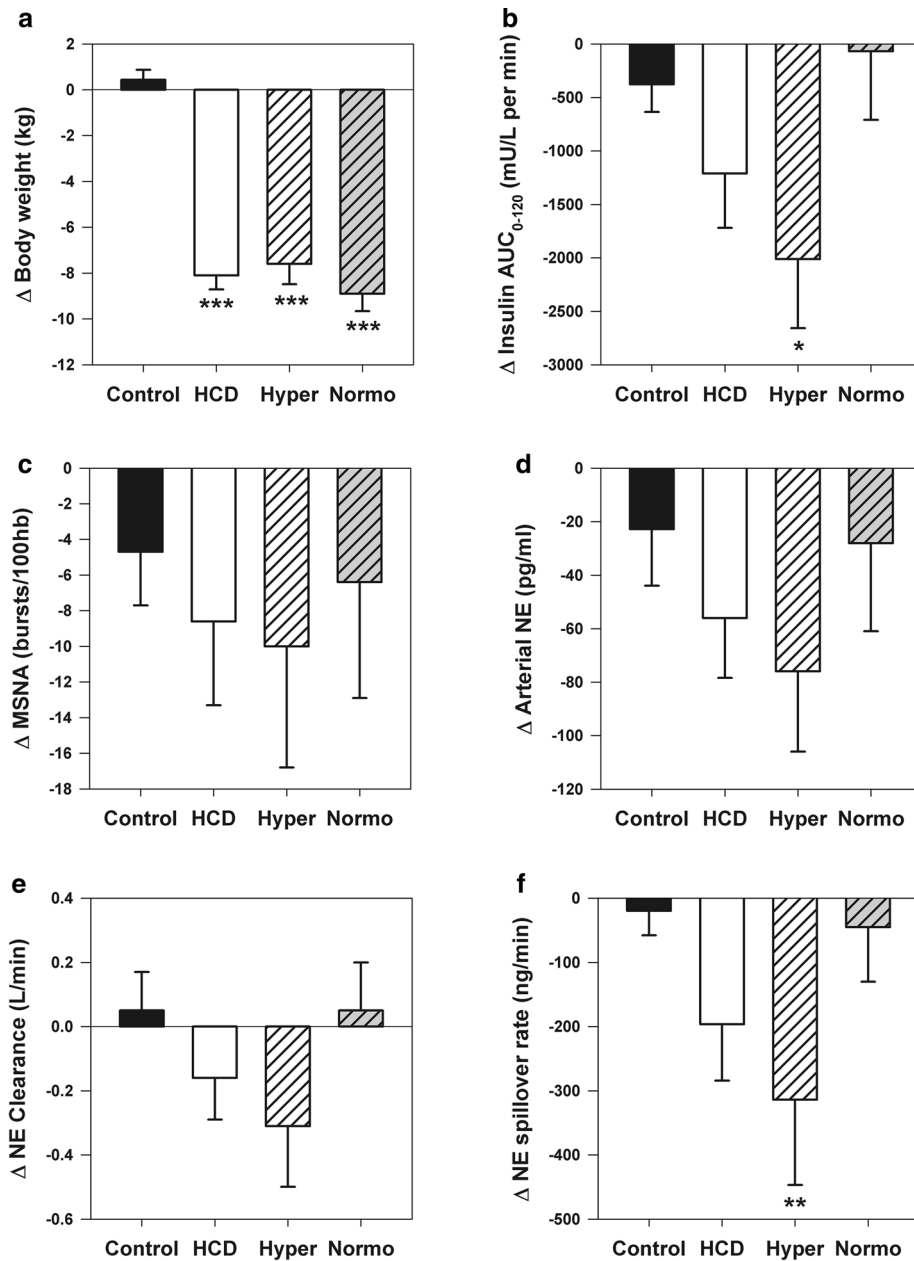 a
2
0
-2
-4
-6
-8
-10
-12
Δ Body weight (kg)
***
***
***
Control HCD Hyper Normo
b
0
-500
-1000
-1500
-2000
-2500
-3000
Δ Insulin AUC0-120 (mU/L per min)
*
Control HCD Hyper Normo
c
0
-2
-4
-6
-8
-10
-12
-14
-16
-18
Δ MSNA (bursts/100hb)
Control HCD Hyper Normo
d
0
-20
-40
-60
-80
-100
-120
Δ Arterial NE (pg/ml)
Control HCD Hyper Normo
e
0.4
0.2
0.0
-0.2
-0.4
-0.6
Δ NE Clearance (L/min)
Control HCD Hyper Normo
f
0
-100
-200
-300
-400
-500
Δ NE spillover rate (ng/min)
**
Control HCD Hyper Normo